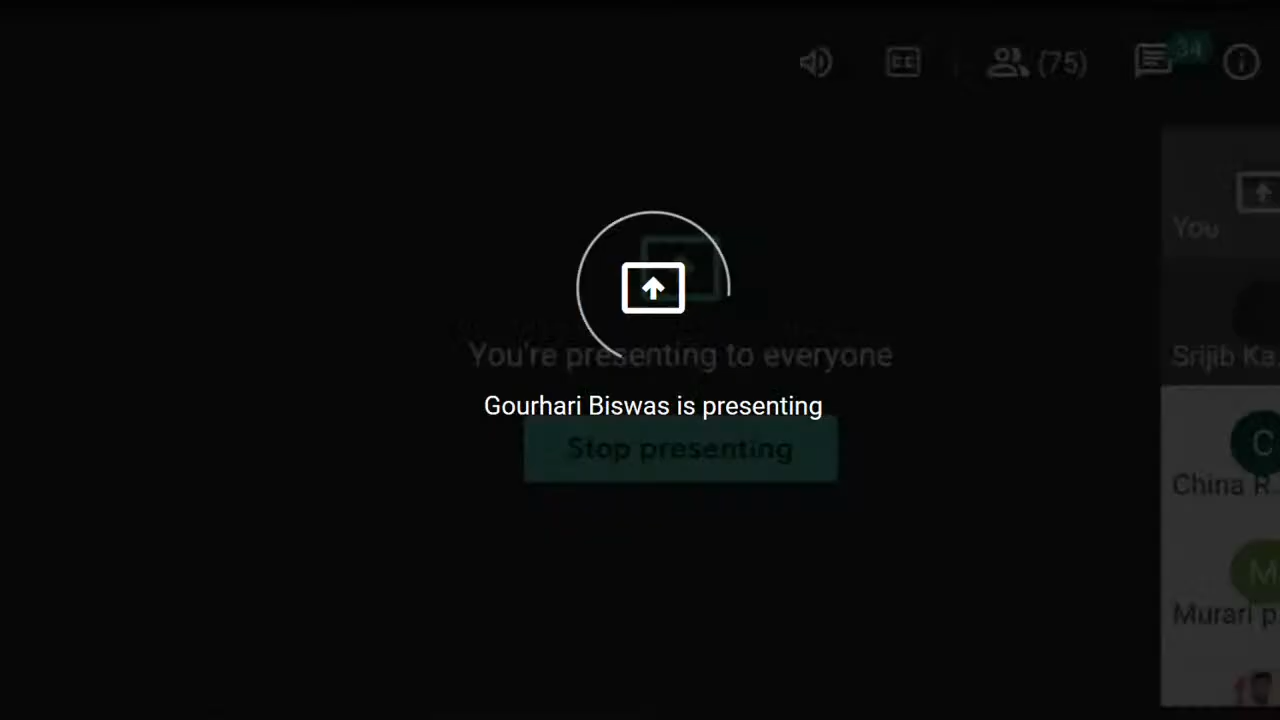 (75)
34
You
You're presenting to everyone
Srijib Ka
Gourhari Biswas is presenting
Stop presenting
C
China R...
M
Murari p...